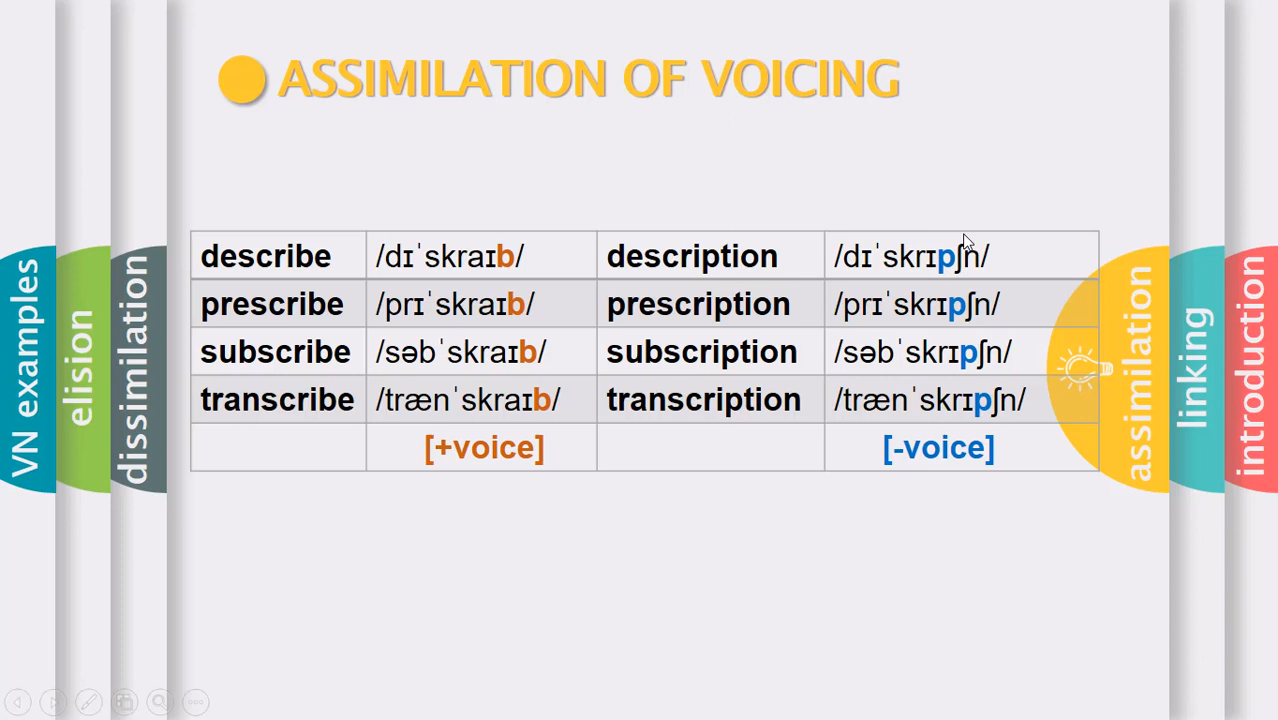 ASSIMILATION OF VOICING
describe /dɪˈskraɪb/ description /dɪˈskrɪpʃn/
prescribe /prɪˈskraɪb/ prescription /prɪˈskrɪpʃn/
subscribe /səbˈskraɪb/ subscription /səbˈskrɪpʃn/
transcribe /trænˈskraɪb/ transcription /trænˈskrɪpʃn/
[+voice] [-voice]
VN examples
elision
dissimilation
assimilation
linking
introduction